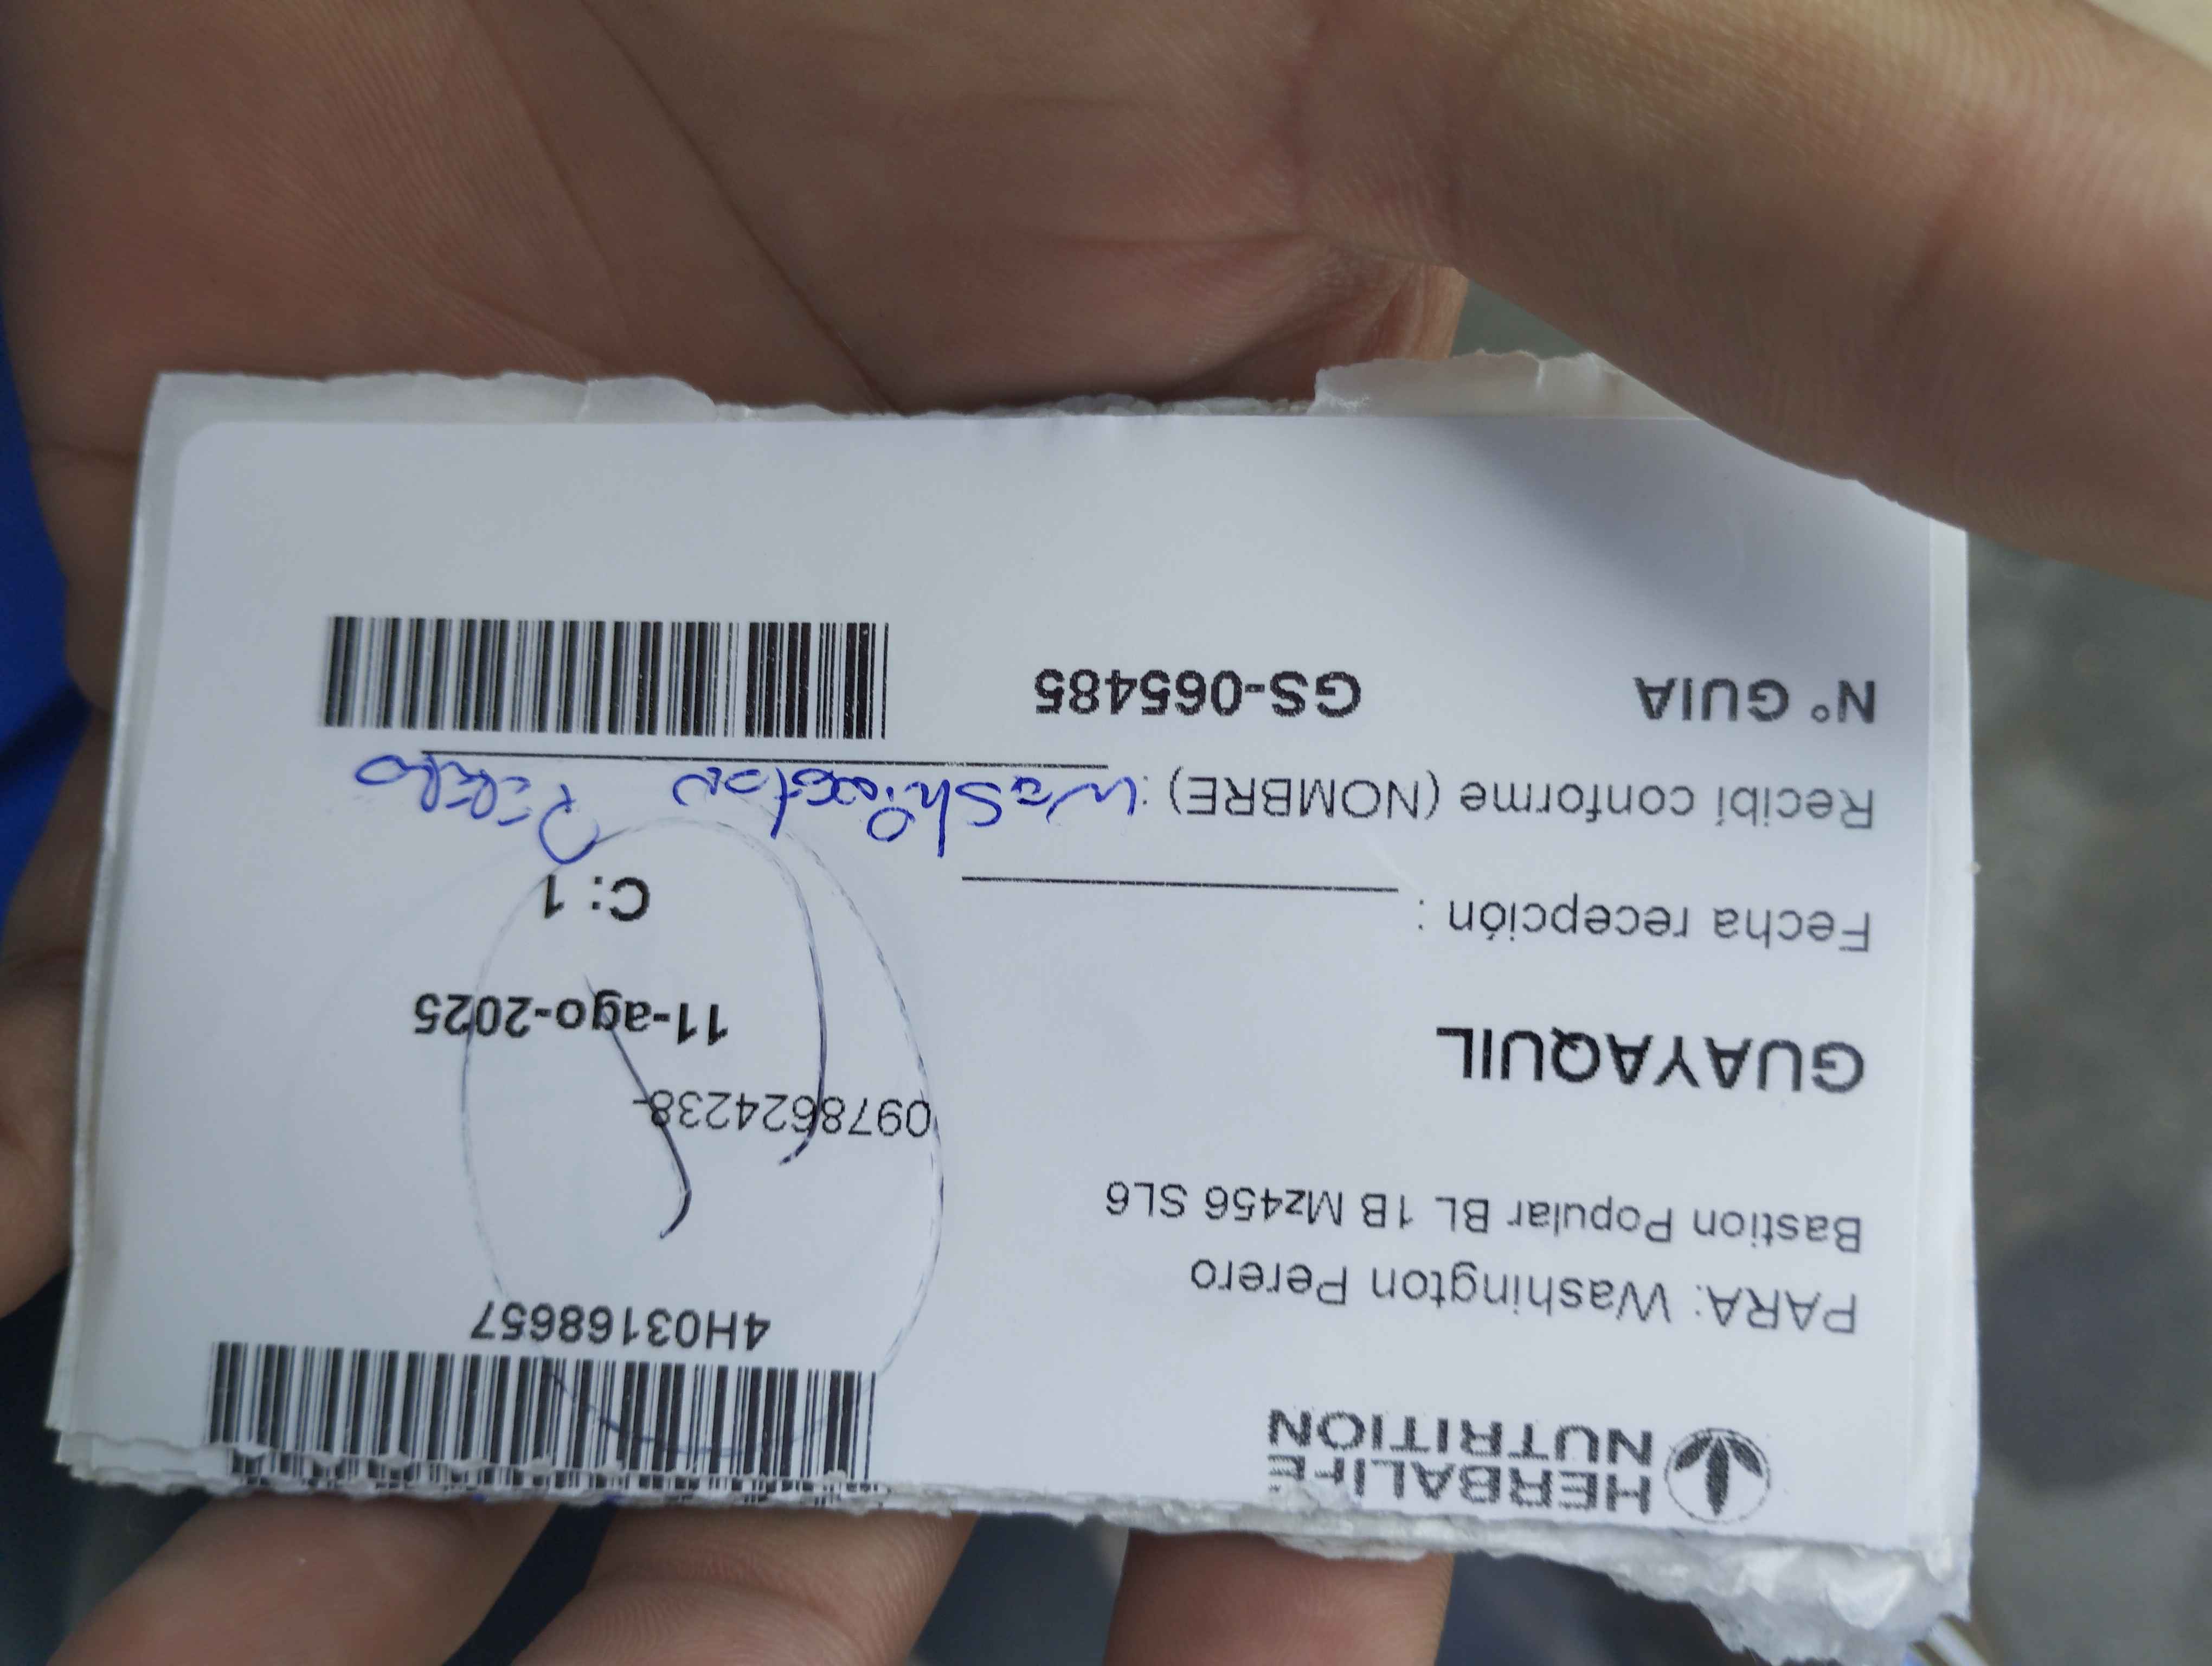 HERBALIFE
NUTRITION
4H03168657
PARA: Washington Perero
Bastion Popular BL 1B Mz456 SL6
0978624238-
GUAYAQUIL
11-ago-2025
Fecha recepción :
C: 1
Recibí conforme (NOMBRE) : Washington Perero
N° GUIA GS-065485